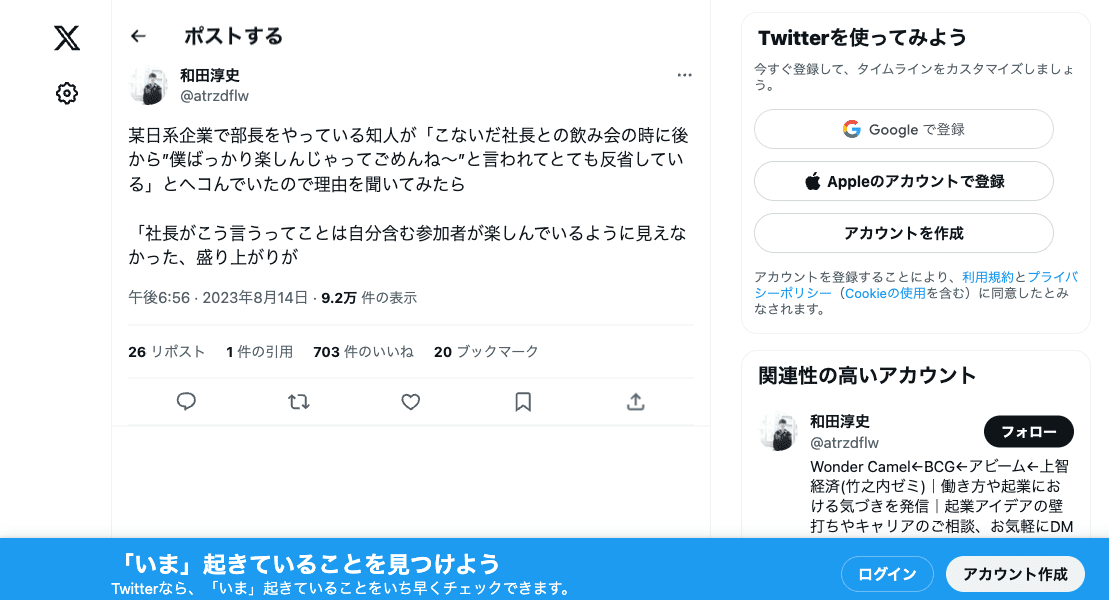 ポストする
和田淳史
@atrzdflw
某日系企業で部長をやっている知人が「こないだ社長との飲み会の時に後
から”僕ばっかり楽しんじゃってごめんね〜”と言われてとても反省してい
る」とヘコんでいたので理由を聞いてみたら
「社長がこう言うってことは自分含む参加者が楽しんでいるように見えな
かった、盛り上がりが
午後6:56 · 2023年8月14日 · 9.2万 件の表示
26 リポスト 1 件の引用 703 件のいいね 20 ブックマーク
Twitterを使ってみよう
今すぐ登録して、タイムラインをカスタマイズしましょ
う。
Google で登録
Appleのアカウントで登録
アカウントを作成
アカウントを登録することにより、利用規約とプライバ
シーポリシー（Cookieの使用を含む）に同意したとみ
なされます。
関連性の高いアカウント
和田淳史
@atrzdflw
フォロー
Wonder Camel←BCG←アビーム←上智
経済(竹之内ゼミ)｜働き方や起業にお
ける気づきを発信｜起業アイデアの壁
打ちやキャリアのご相談、お気軽にDM
「いま」起きていることを見つけよう
Twitterなら、「いま」起きていることをいち早くチェックできます。
ログイン
アカウント作成